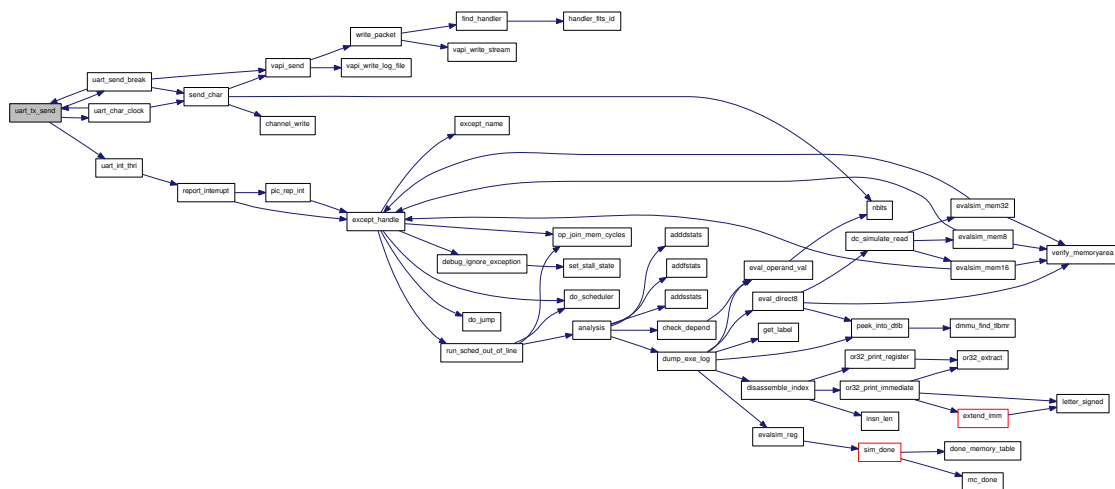 find_handler
handler_fits_id
write_packet
vapi_write_stream
vapi_send
vapi_write_log_file
uart_send_break
send_char
uart_tx_send
uart_char_clock
channel_write
except_name
uart_int_thri
report_interrupt
pic_rep_int
except_handle
nbits
evalsim_mem32
op_join_mem_cycles
adddstats
dc_simulate_read
evalsim_mem8
verify_memoryarea
debug_ignore_exception
set_stall_state
addfstats
eval_operand_val
evalsim_mem16
do_scheduler
addsstats
eval_direct8
do_jump
analysis
check_depend
get_label
peek_into_dtlb
dmmu_find_tlbmr
run_sched_out_of_line
dump_exe_log
or32_print_register
or32_extract
disassemble_index
or32_print_immediate
letter_signed
insn_len
extend_imm
evalsim_reg
sim_done
done_memory_table
mc_done